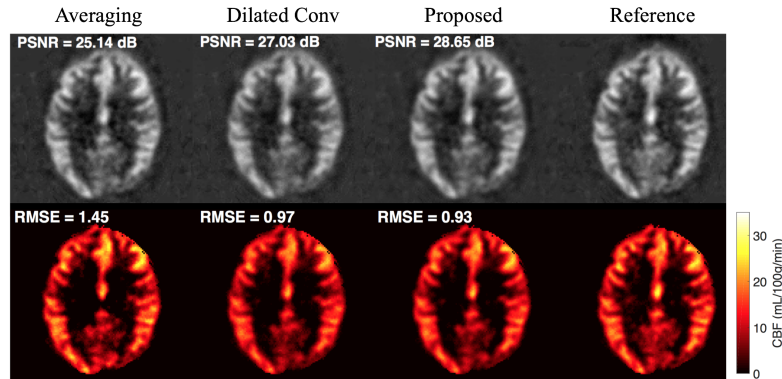 Averaging Dilated Conv Proposed Reference
PSNR = 25.14 dB PSNR = 27.03 dB PSNR = 28.65 dB
RMSE = 1.45 RMSE = 0.97 RMSE = 0.93
30
20
10
0
CBF (mL/100g/min)